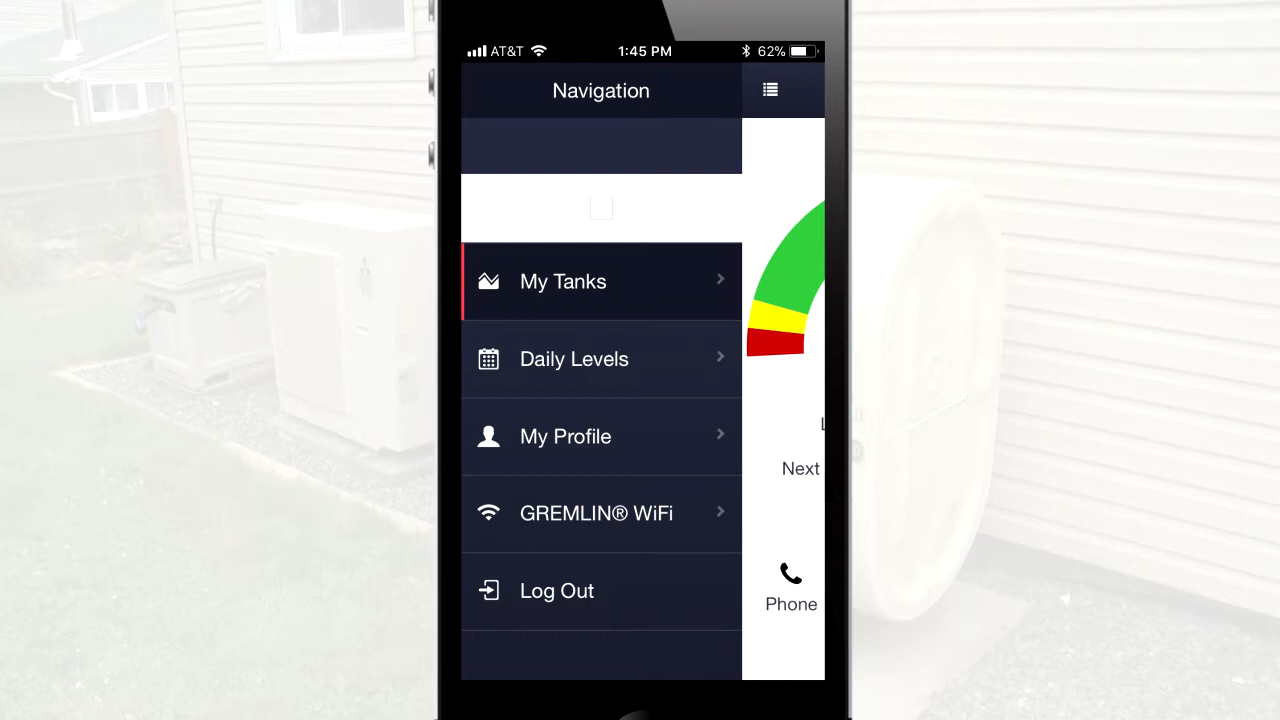 AT&T 1:45 PM 62%
Navigation
My Tanks
Daily Levels
My Profile
Next
GREMLIN® WiFi
Log Out
Phone